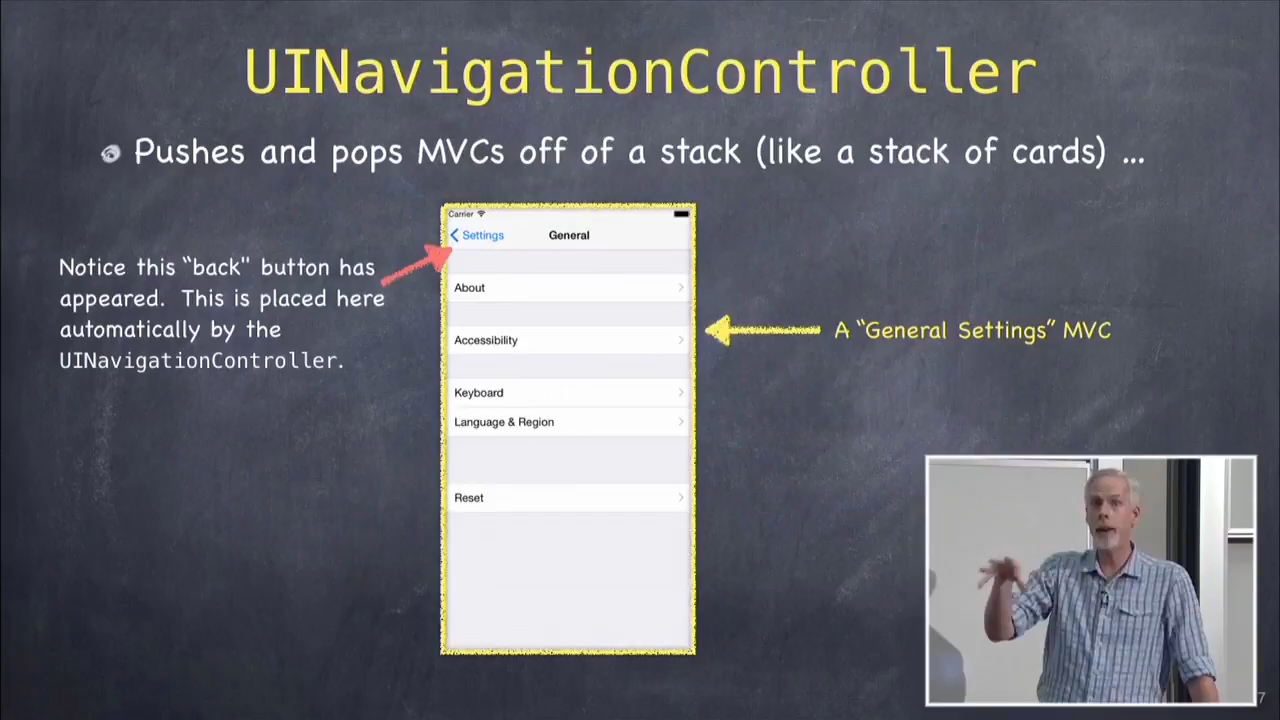 UINavigationController
Pushes and pops MVCs off of a stack (like a stack of cards) ...
Carrier
Settings
General
Notice this “back" button has
appeared. This is placed here
automatically by the
UINavigationController.
About
Accessibility
A “General Settings” MVC
Keyboard
Language & Region
Reset
7